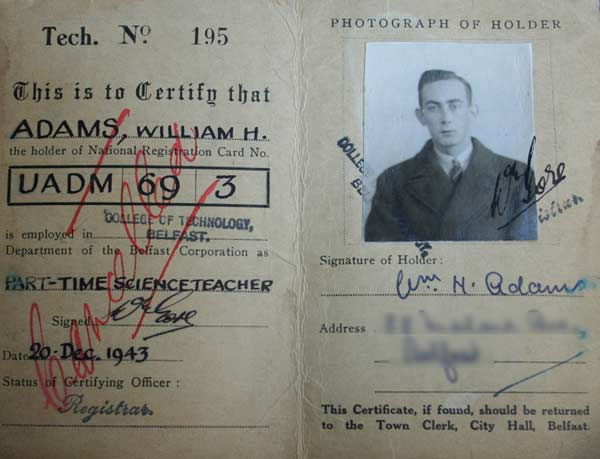 Tech. No 195
This is to Certify that
ADAMS, WILLIAM H.
the holder of National Registration Card No.
UADM 69 3
COLLEGE OF TECHNOLOGY,
is employed in BELFAST.
Department of the Belfast Corporation as
PART-TIME SCIENCE TEACHER
Signed
Date 20 Dec. 1943
Status of Certifying Officer :
Registrar.
Cancelled
PHOTOGRAPH OF HOLDER
Signature of Holder :
Wm. H. Adams
Address
This Certificate, if found, should be returned
to the Town Clerk, City Hall, Belfast.